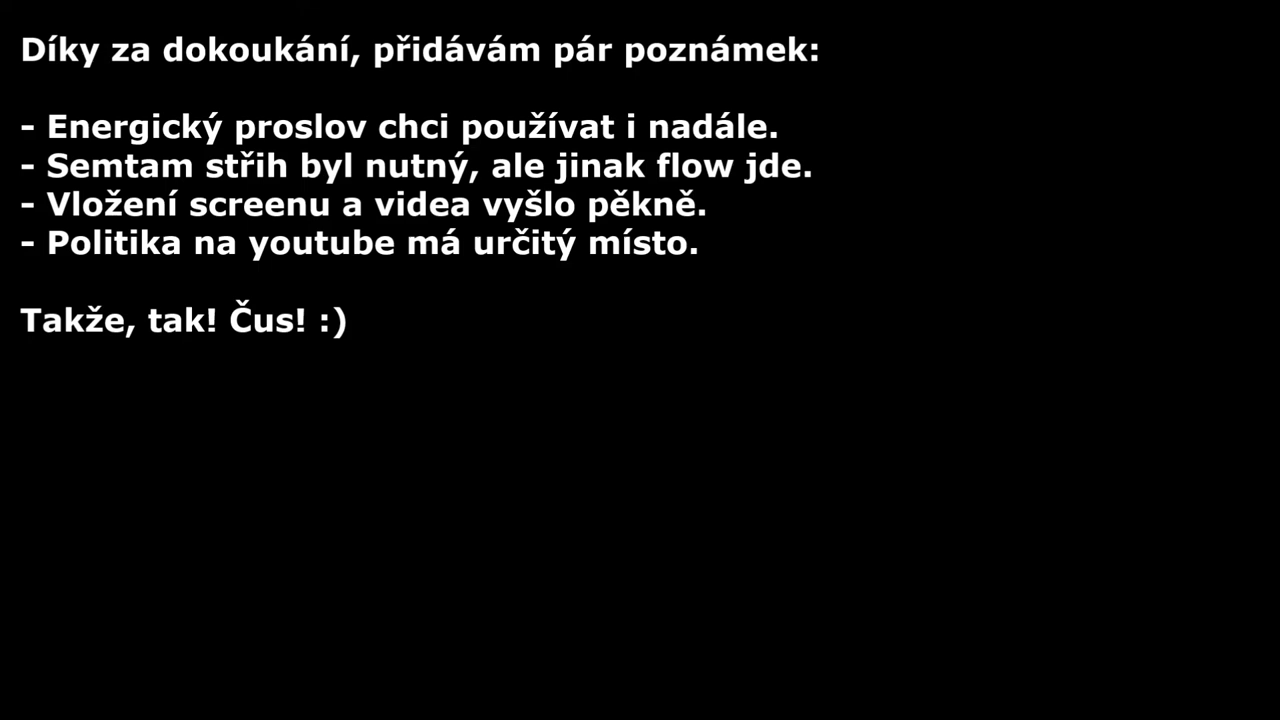 Díky za dokoukání, přidávám pár poznámek:
- Energický proslov chci používat i nadále.
- Semtam střih byl nutný, ale jinak flow jde.
- Vložení screenu a videa vyšlo pěkně.
- Politika na youtube má určitý místo.
Takže, tak! Čus! :)